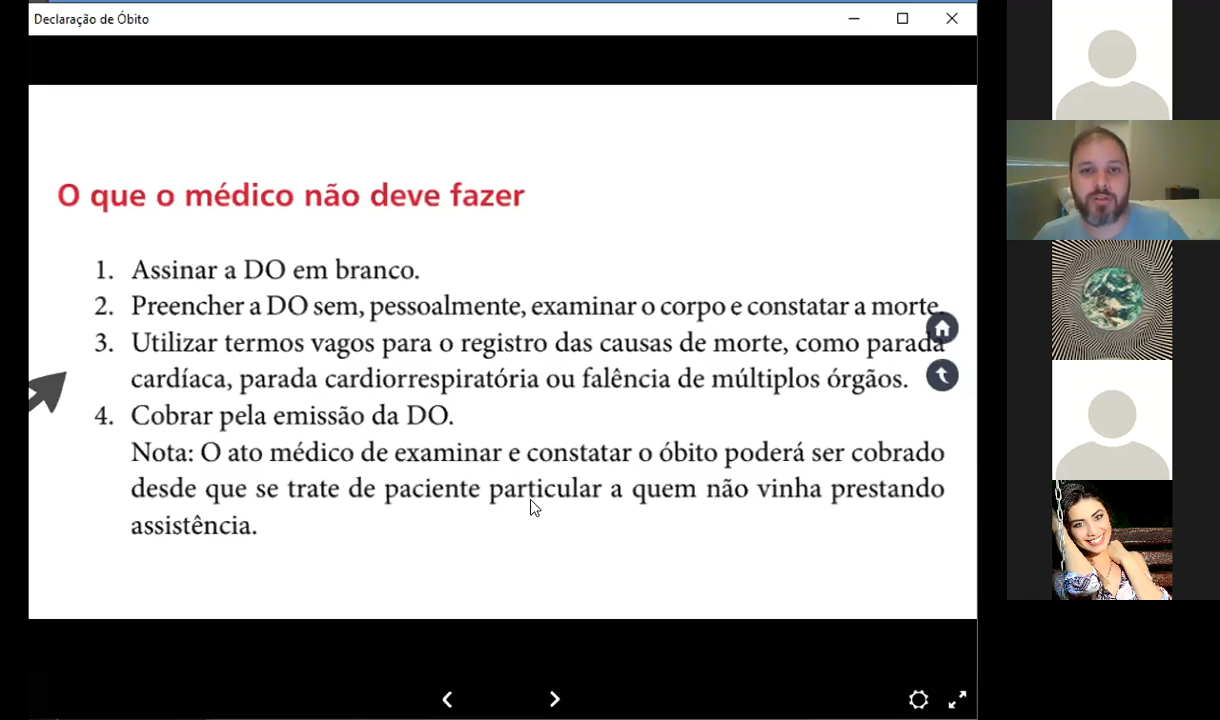 Declaração de Óbito
O que o médico não deve fazer
1. Assinar a DO em branco.
2. Preencher a DO sem, pessoalmente, examinar o corpo e constatar a morte.
3. Utilizar termos vagos para o registro das causas de morte, como parada
cardíaca, parada cardiorrespiratória ou falência de múltiplos órgãos.
4. Cobrar pela emissão da DO.
Nota: O ato médico de examinar e constatar o óbito poderá ser cobrado
desde que se trate de paciente particular a quem não vinha prestando
assistência.